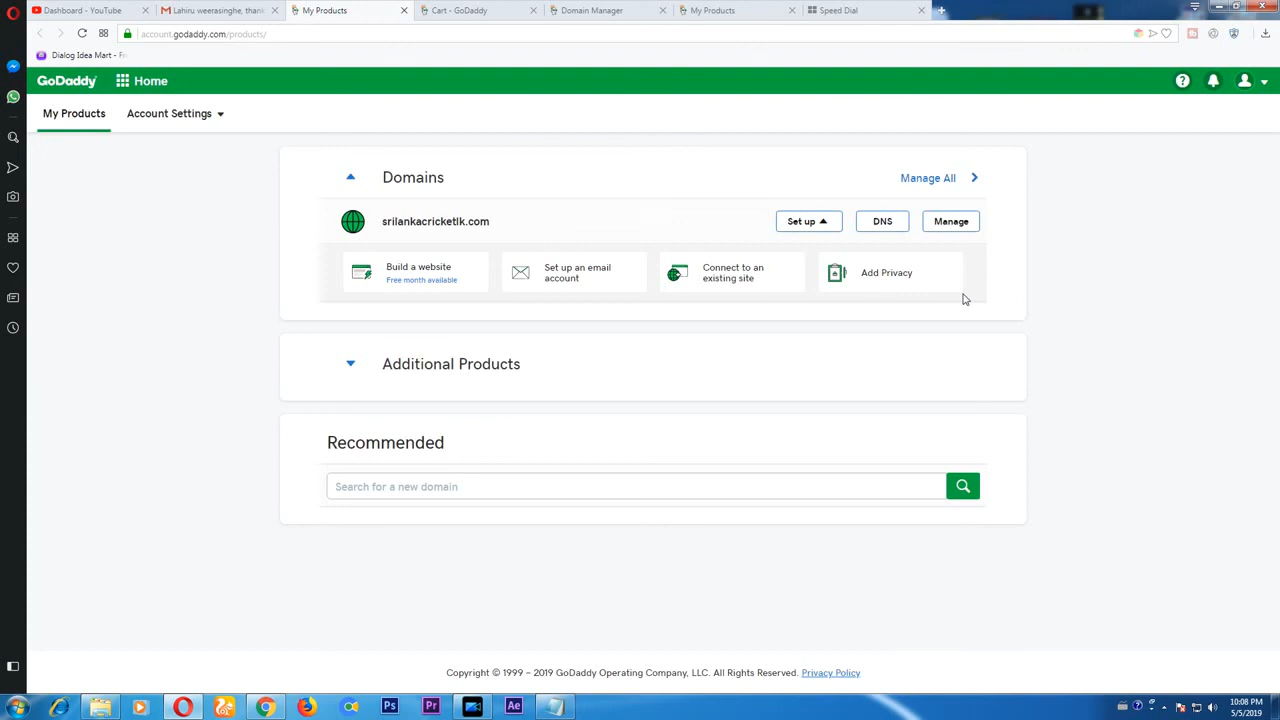 Dashboard - YouTube
Lahiru weerasinghe, thank
My Products
Cart - GoDaddy
Domain Manager
My Products
Speed Dial
account.godaddy.com/products/
Dialog Idea Mart - Fr
GoDaddy
Home
My Products
Account Settings
Domains
Manage All
srilankacricketlk.com
Set up
DNS
Manage
Build a website
Free month available
Set up an email
account
Connect to an
existing site
Add Privacy
Additional Products
Recommended
Search for a new domain
Copyright © 1999 – 2019 GoDaddy Operating Company, LLC. All Rights Reserved. Privacy Policy
Ps
Pr
Ae
10:08 PM
5/5/2019